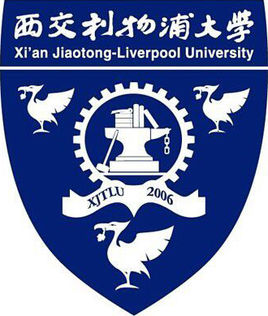 西交利物浦大學
Xi'an Jiaotong-Liverpool University
XJTLU 2006